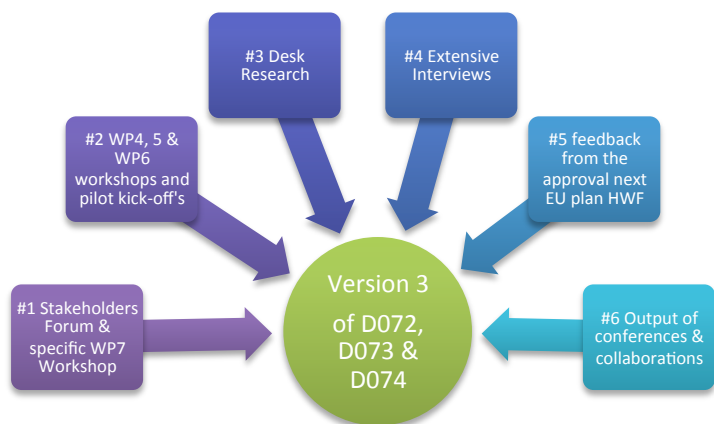 #1 Stakeholders
Forum &
specific WP7
Workshop
#2 WP4, 5 &
WP6
workshops and
pilot kick-off's
#3 Desk
Research
#4 Extensive
Interviews
#5 feedback
from the
approval next
EU plan HWF
#6 Output of
conferences &
collaborations
Version 3
of D072,
D073 &
D074